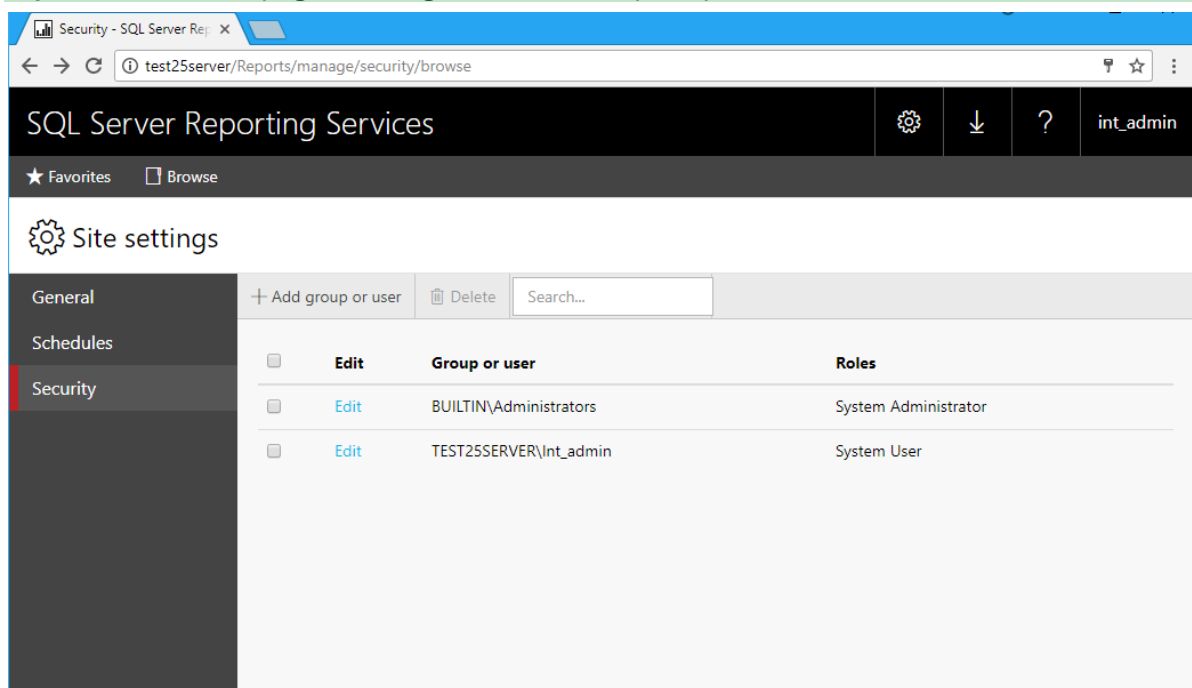 Security - SQL Server Rep
test25server/Reports/manage/security/browse
SQL Server Reporting Services
? int_admin
Favorites Browse
Site settings
General
Schedules
Security
+ Add group or user Delete Search...
Edit Group or user Roles
Edit BUILTIN\Administrators System Administrator
Edit TEST25SERVER\Int_admin System User